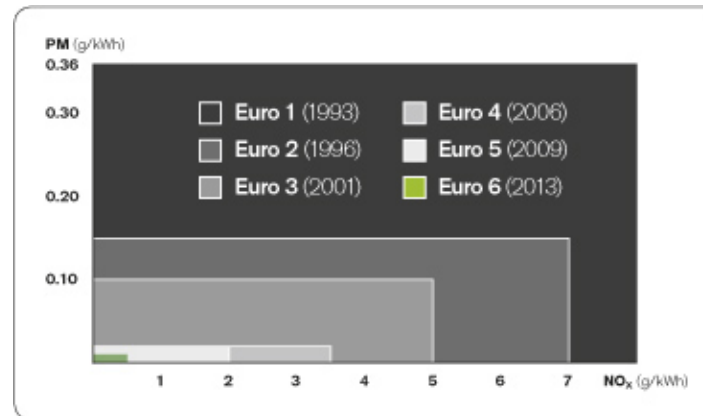 PM (g/kWh)
0.36
0.30
0.20
0.10
Euro 1 (1993)
Euro 2 (1996)
Euro 3 (2001)
Euro 4 (2006)
Euro 5 (2009)
Euro 6 (2013)
1 2 3 4 5 6 7 NOx (g/kWh)